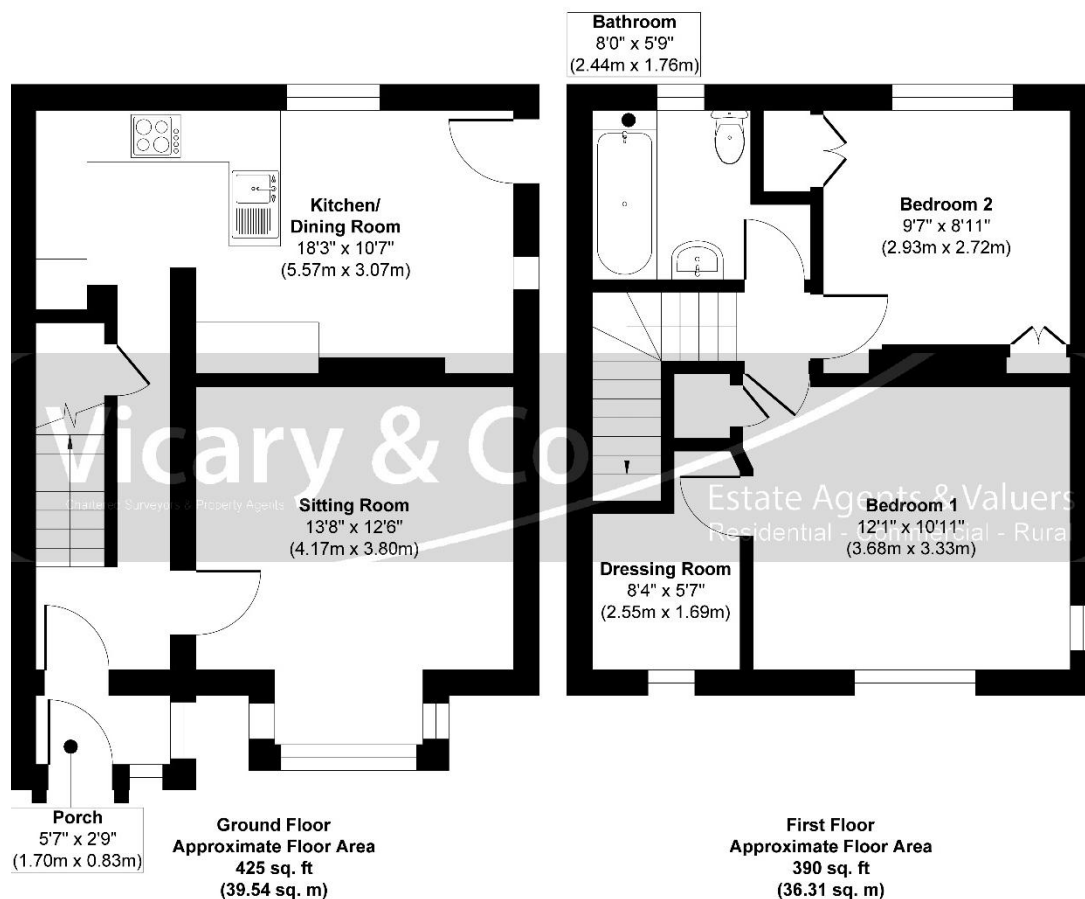 Bathroom
8'0" x 5'9"
(2.44m x 1.76m)
Kitchen/
Dining Room
18'3" x 10'7"
(5.57m x 3.07m)
Bedroom 2
9'7" x 8'11"
(2.93m x 2.72m)
Vicary & Co
Chartered Surveyors & Property Agents
Estate Agents & Valuers
Residential - Commercial - Rural
Sitting Room
13'8" x 12'6"
(4.17m x 3.80m)
Bedroom 1
12'1" x 10'11"
(3.68m x 3.33m)
Dressing Room
8'4" x 5'7"
(2.55m x 1.69m)
Porch
5'7" x 2'9"
(1.70m x 0.83m)
Ground Floor
Approximate Floor Area
425 sq. ft
(39.54 sq. m)
First Floor
Approximate Floor Area
390 sq. ft
(36.31 sq. m)